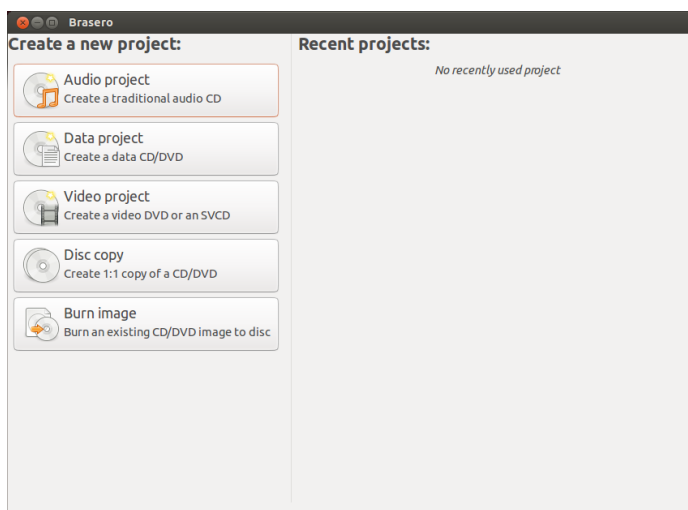 Brasero
Create a new project:
Audio project
Create a traditional audio CD
Data project
Create a data CD/DVD
Video project
Create a video DVD or an SVCD
Disc copy
Create 1:1 copy of a CD/DVD
Burn image
Burn an existing CD/DVD image to disc
Recent projects:
No recently used project